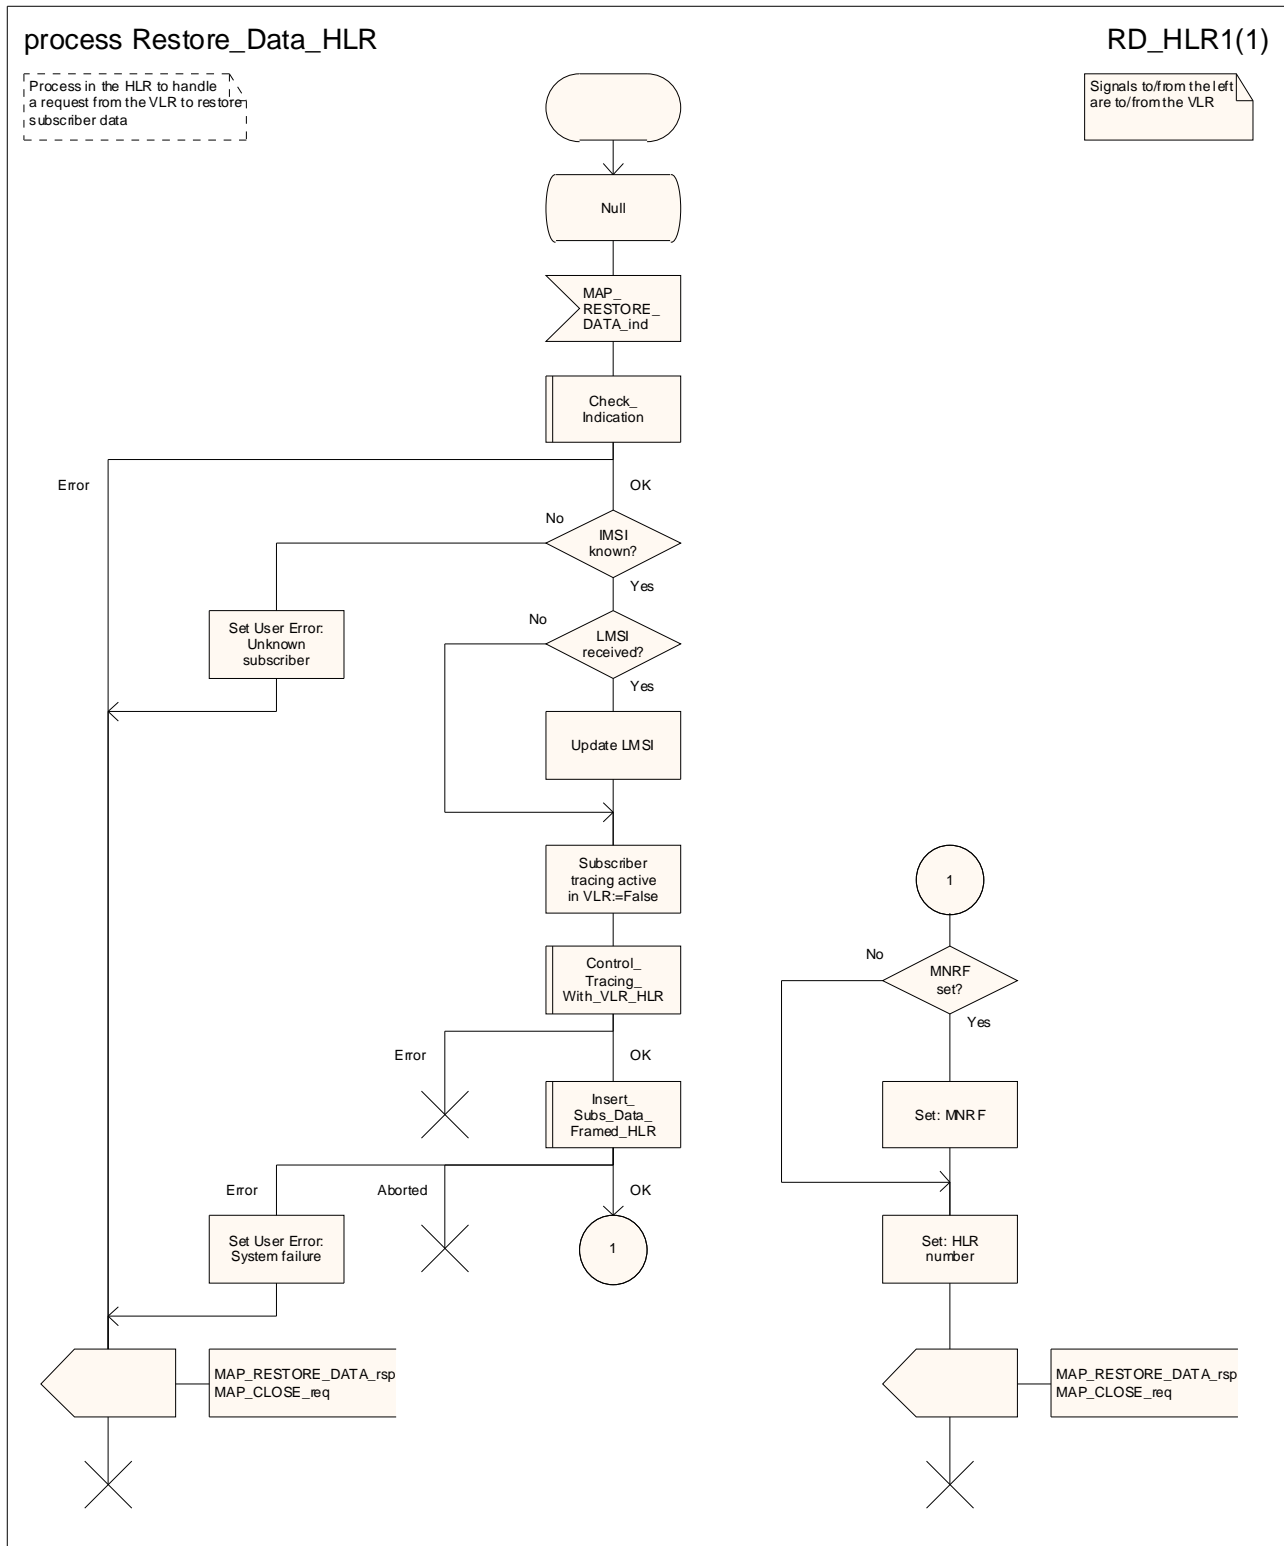 process Restore_Data_HLR
RD_HLR1(1)
Process in the HLR to handle
a request from the VLR to restore
subscriber data
Signals to/from the left
are to/from the VLR
Null
MAP_
RESTORE_
DATA_ind
Check_
Indication
Error
OK
No
IMSI
known?
Yes
Set User Error:
Unknown
subscriber
No
LMSI
received?
Yes
Update LMSI
Subscriber
tracing active
in VLR:=False
Control_
Tracing_
With_VLR_HLR
Error
OK
Insert_
Subs_Data_
Framed_HLR
Error
Aborted
OK
Set User Error:
System failure
1
MAP_RESTORE_DATA_rsp
MAP_CLOSE_req
1
No
MNRF
set?
Yes
Set: MNRF
Set: HLR
number
MAP_RESTORE_DATA_rsp
MAP_CLOSE_req